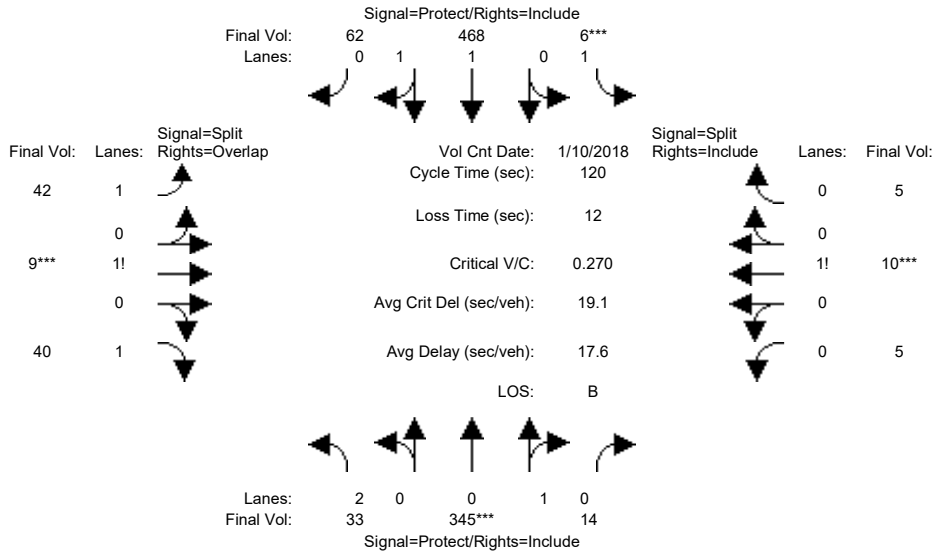 Signal=Protect/Rights=Include
Final Vol: 62 468 6***
Lanes: 0 1 1 0 1
Signal=Split
Final Vol: Lanes: Rights=Overlap
Vol Cnt Date: 1/10/2018
Signal=Split
Rights=Include Lanes: Final Vol:
Cycle Time (sec): 120
42 1
0 5
Loss Time (sec): 12
0
0
9*** 1!
Critical V/C: 0.270
1! 10***
0
Avg Crit Del (sec/veh): 19.1
0
40 1
Avg Delay (sec/veh): 17.6
0 5
LOS: B
Lanes: 2 0 0 1 0
Final Vol: 33 345*** 14
Signal=Protect/Rights=Include